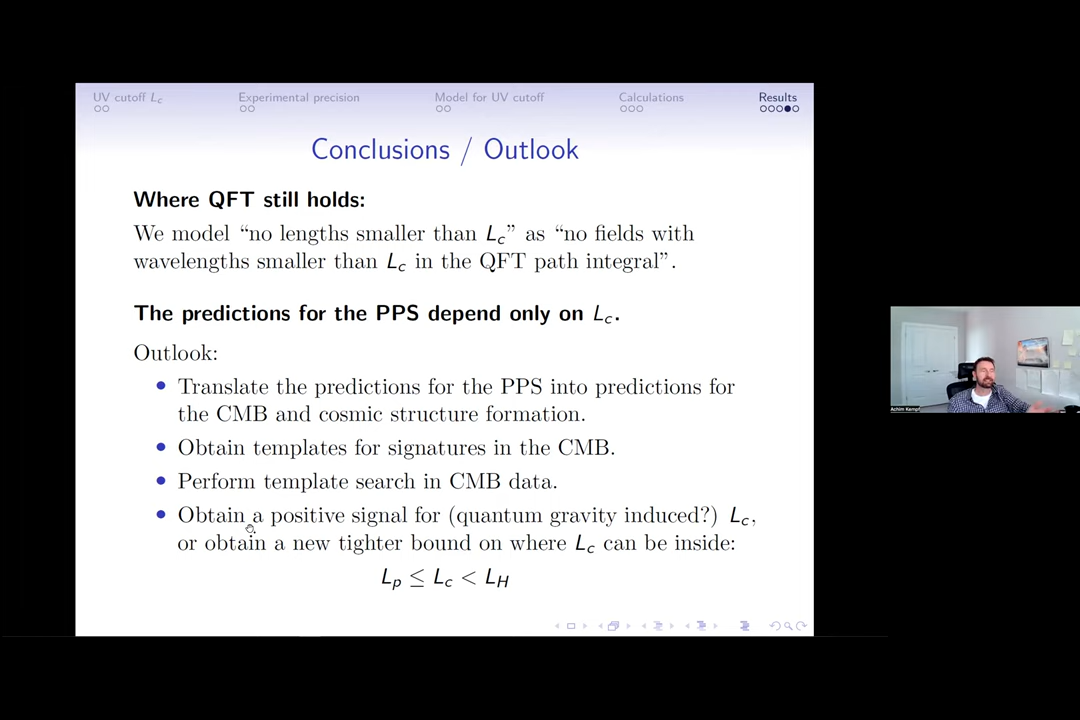 UV cutoff Lc Experimental precision Model for UV cutoff Calculations Results
Conclusions / Outlook
Where QFT still holds:
We model “no lengths smaller than Lc” as “no fields with
wavelengths smaller than Lc in the QFT path integral”.
The predictions for the PPS depend only on Lc.
Outlook:
Translate the predictions for the PPS into predictions for
the CMB and cosmic structure formation.
Obtain templates for signatures in the CMB.
Perform template search in CMB data.
Obtain a positive signal for (quantum gravity induced?) Lc,
or obtain a new tighter bound on where Lc can be inside:
Lp ≤ Lc < LH
Achim Kempf